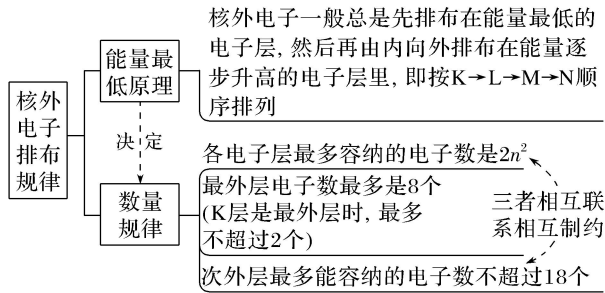 核外
电子
排布
规律
能量最
低原理
核外电子一般总是先排布在能量最低的
电子层,然后再由内向外排布在能量逐
步升高的电子层里,即按K→L→M→N顺
序排列
决定
数量
规律
各电子层最多容纳的电子数是2n²
最外层电子数最多是8个
(K层是最外层时,最多
不超过2个)
次外层最多能容纳的电子数不超过18个
三者相互联
系相互制约